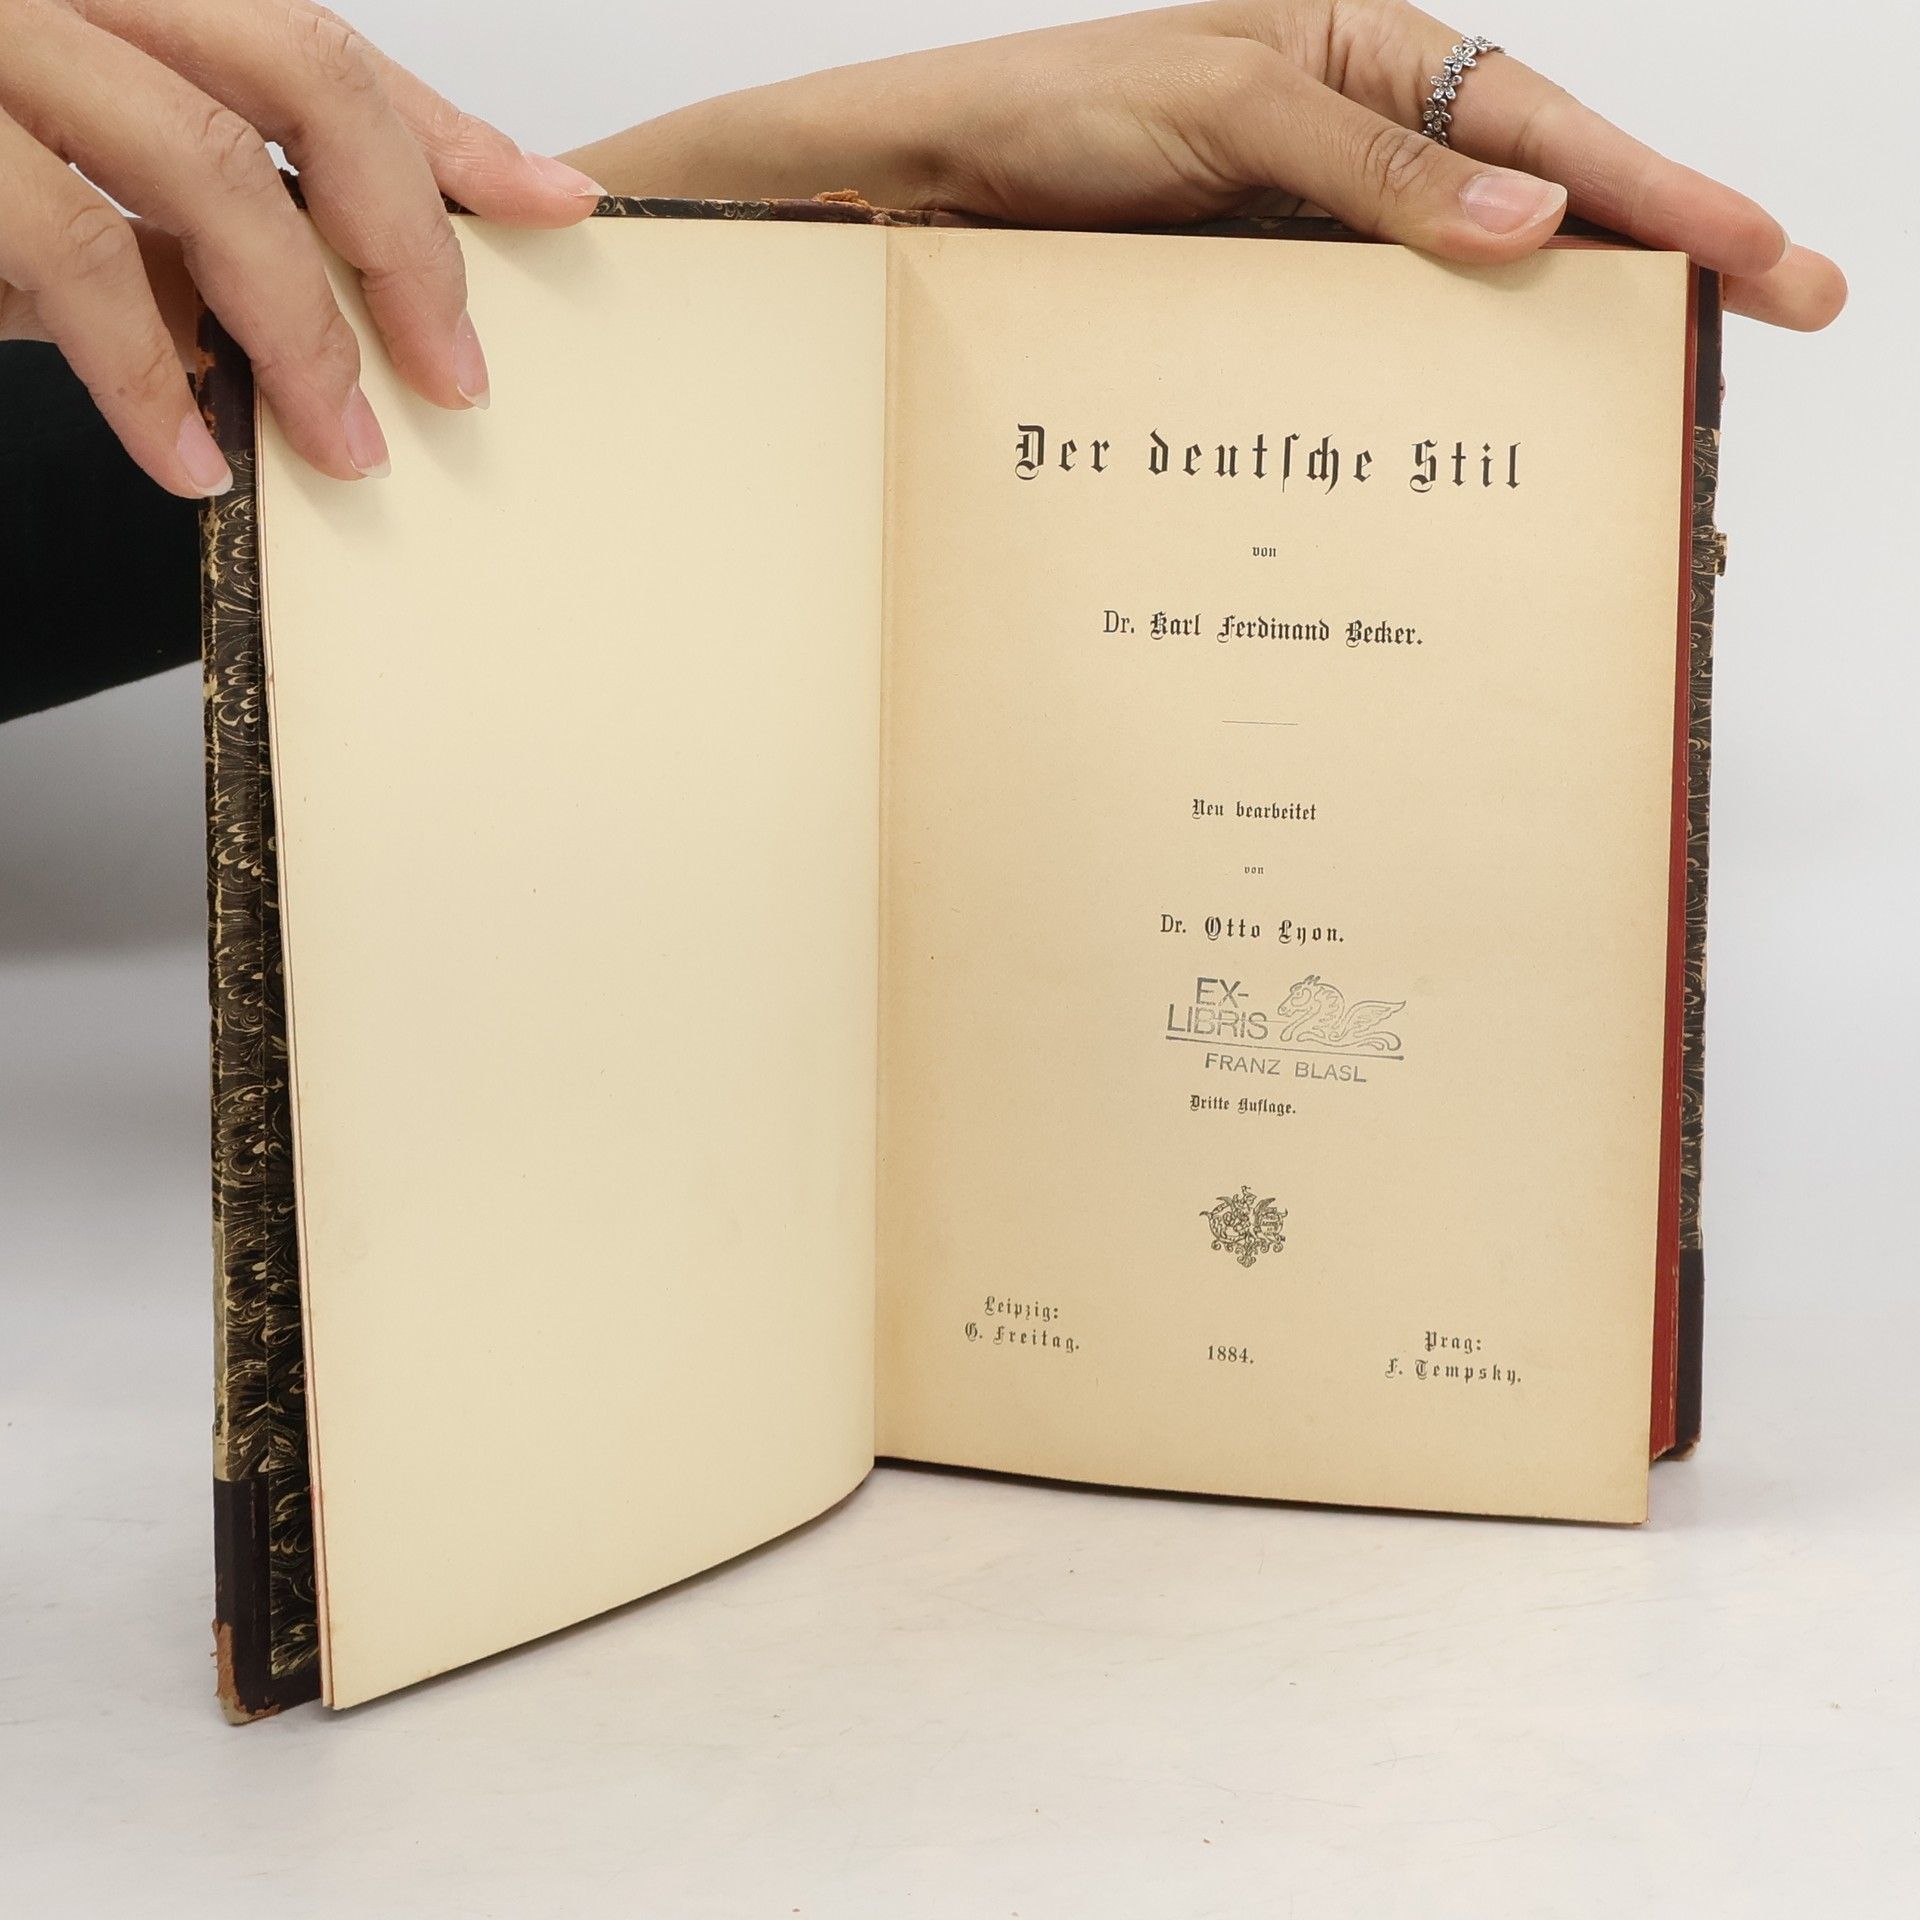 Der deutſche Stil
von
Dr. Karl Ferdinand Becker.
Neu bearbeitet
von
Dr. Otto Lyon.
EX-
LIBRIS
FRANZ BLASL
Dritte Auflage.
Leipzig:
G. Freitag.
1884.
Prag:
F. Tempsky.